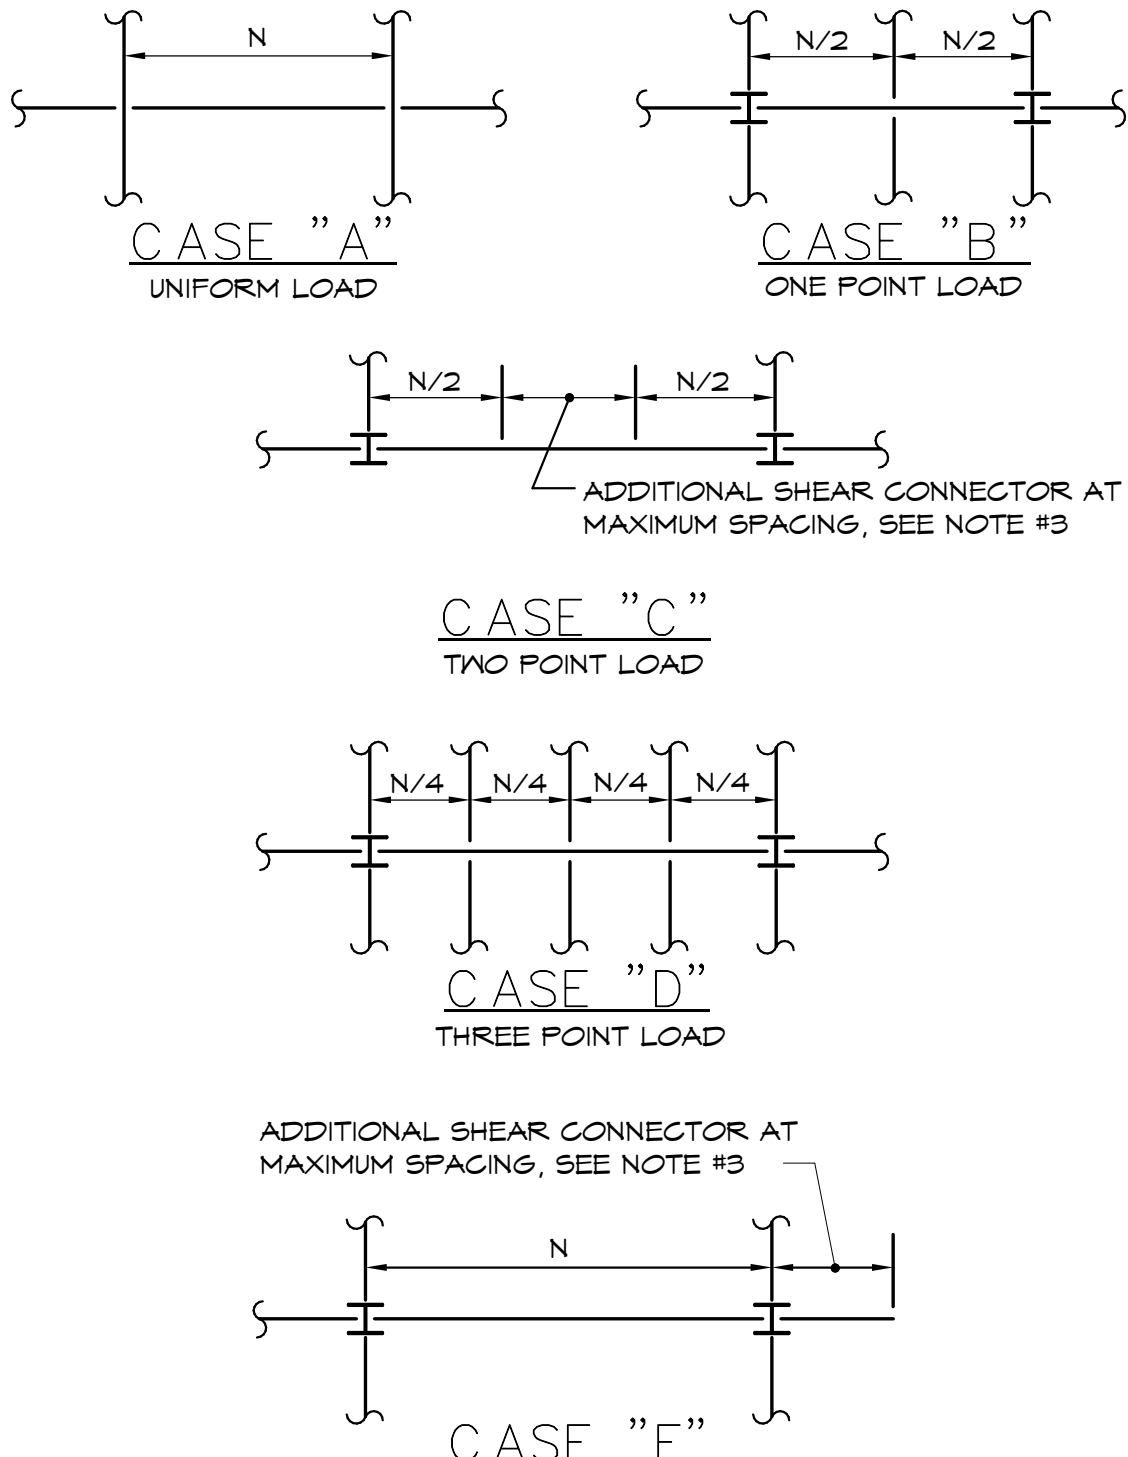 N
N/2 N/2
CASE "A"
UNIFORM LOAD
CASE "B"
ONE POINT LOAD
N/2 N/2
ADDITIONAL SHEAR CONNECTOR AT
MAXIMUM SPACING, SEE NOTE #3
CASE "C"
TWO POINT LOAD
N/4 N/4 N/4 N/4
CASE "D"
THREE POINT LOAD
ADDITIONAL SHEAR CONNECTOR AT
MAXIMUM SPACING, SEE NOTE #3
N
CASE